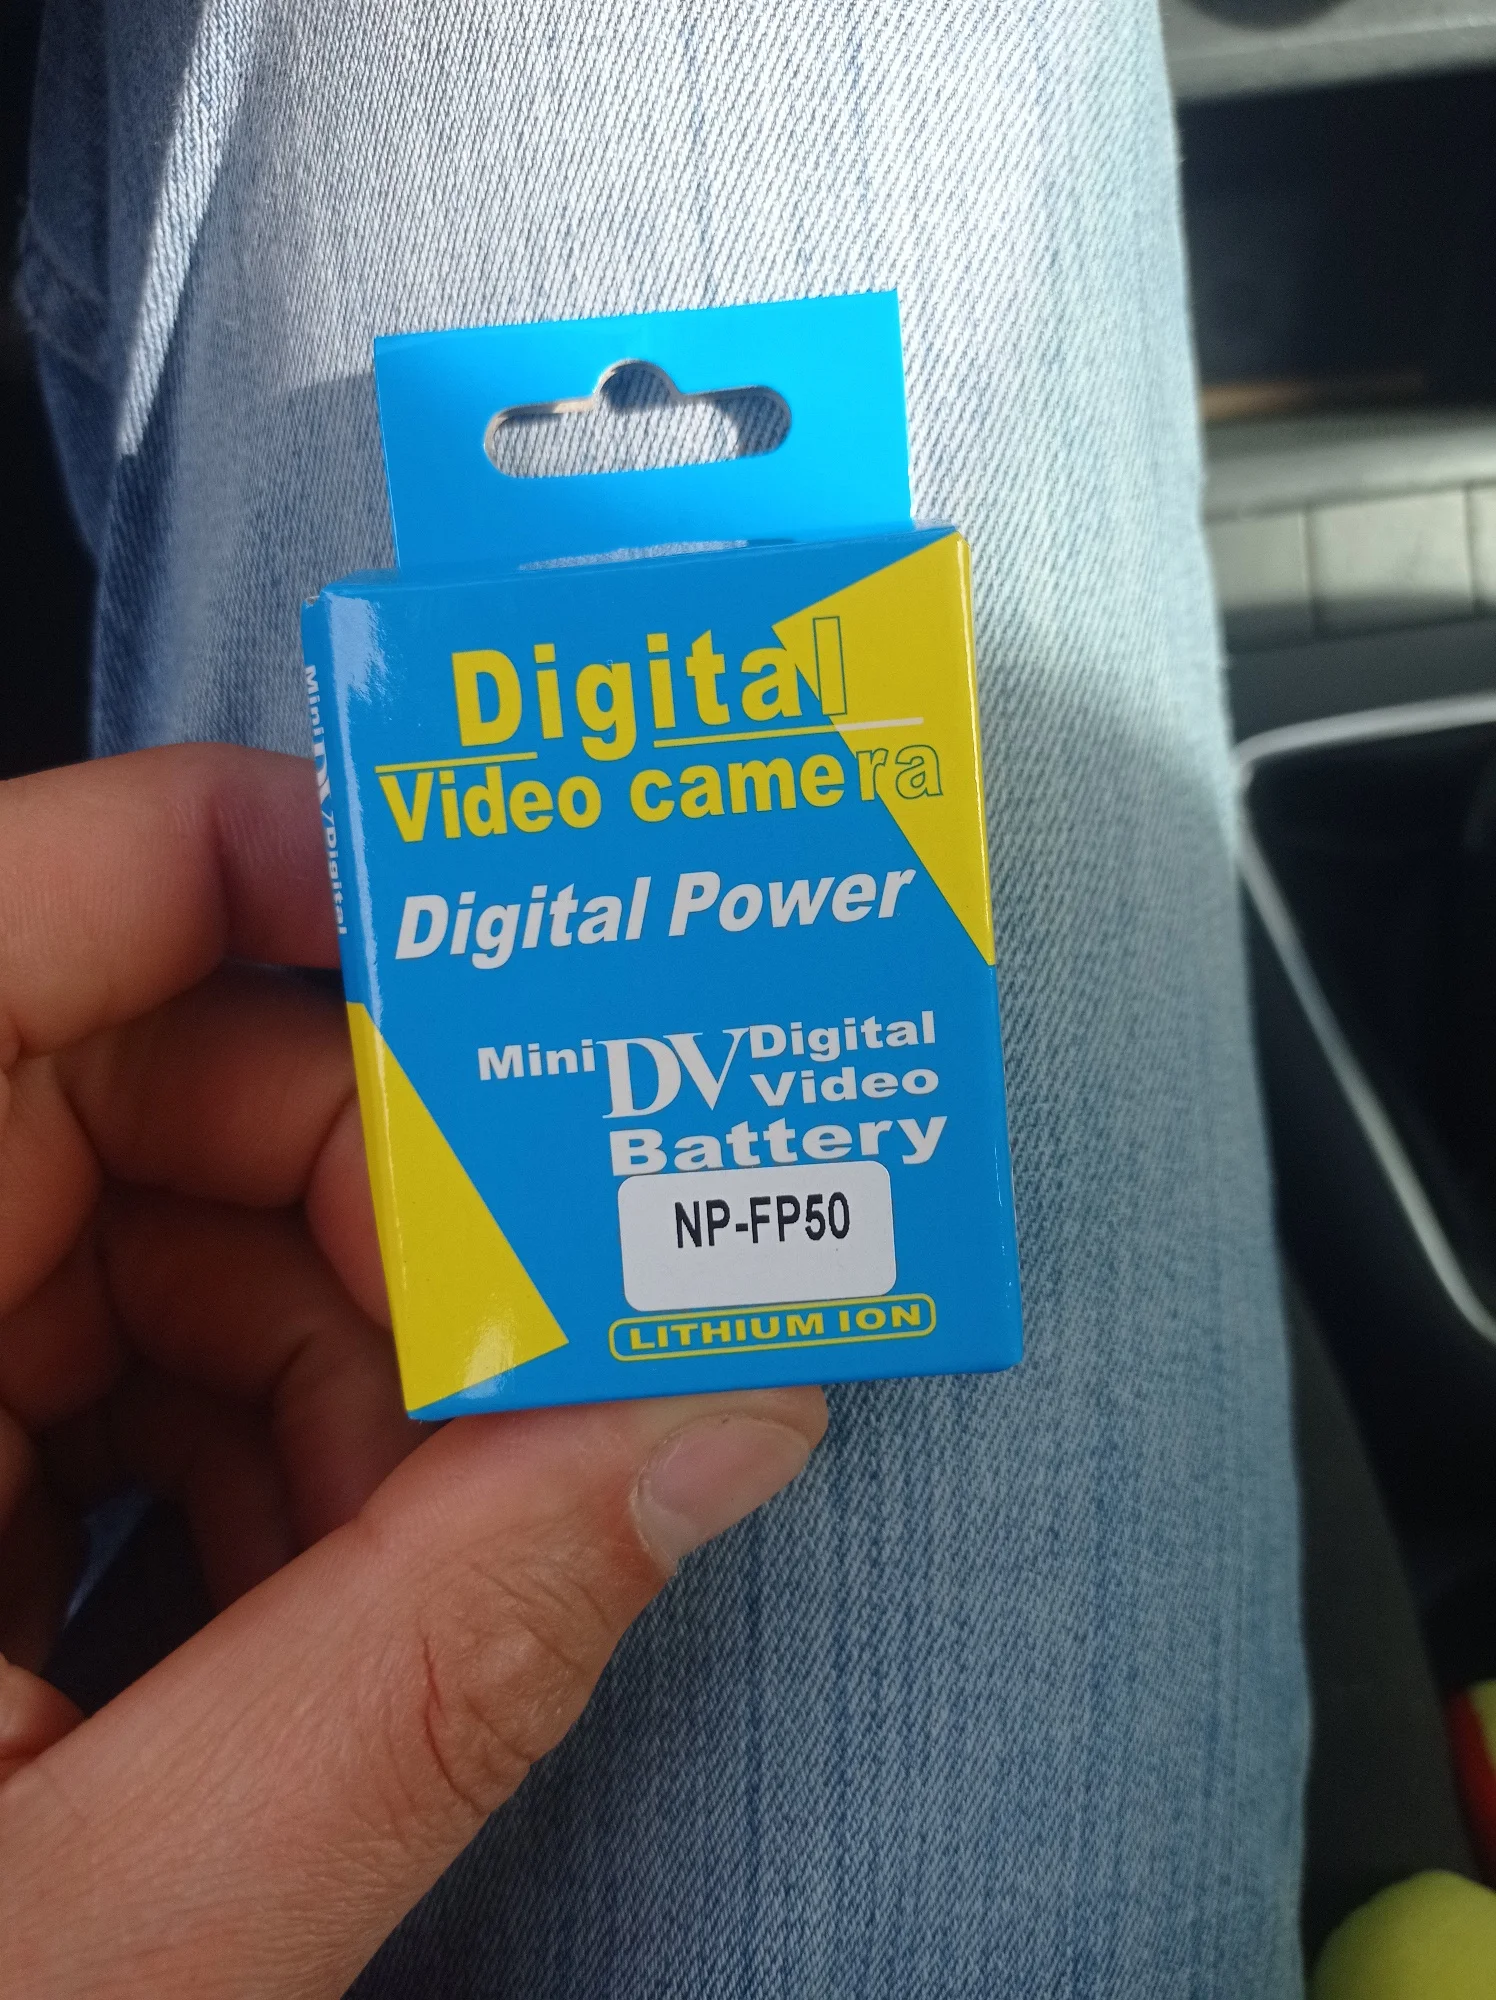 Digital
Video camera
Digital Power
Mini DV Digital
Video
Battery
NP-FP50
LITHIUM ION
Mini DV Digital